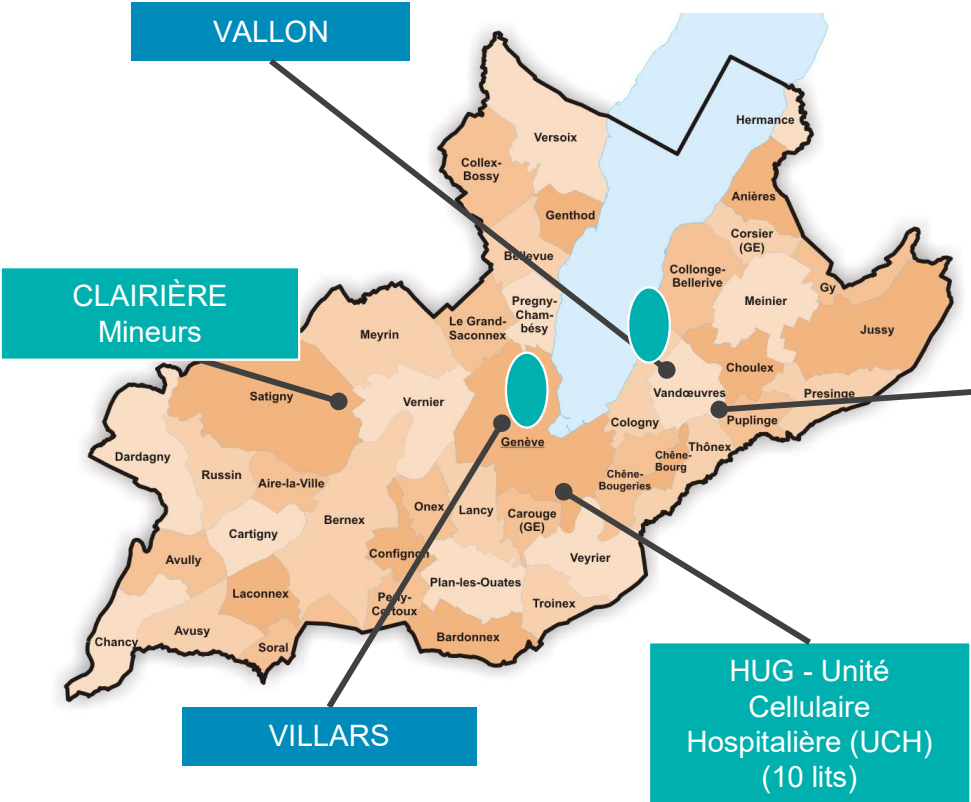 VALLON
Hermance
Versoix
Collex-
Bossy
Anières
Genthod
Corsier
(GE)
Bellevue
Collonge-
Bellerive
Gy
CLAIRIÈRE
Mineurs
Pregny-
Cham-
bésy
Meinier
Le Grand-
Saconnex
Jussy
Meyrin
Choulex
Satigny
Vernier
Vandœuvres
Presinge
Cologny
Puplinge
Genève
Thônex
Dardagny
Chêne-
Bourg
Russin
Aire-la-Ville
Chêne-
Bougeries
Onex
Lancy
Carouge
(GE)
Bernex
Cartigny
Confignon
Veyrier
Avully
Plan-les-Ouates
Laconnex
Perly-
Certoux
Troinex
Avusy
Bardonnex
Chancy
Soral
HUG - Unité
Cellulaire
Hospitalière (UCH)
(10 lits)
VILLARS